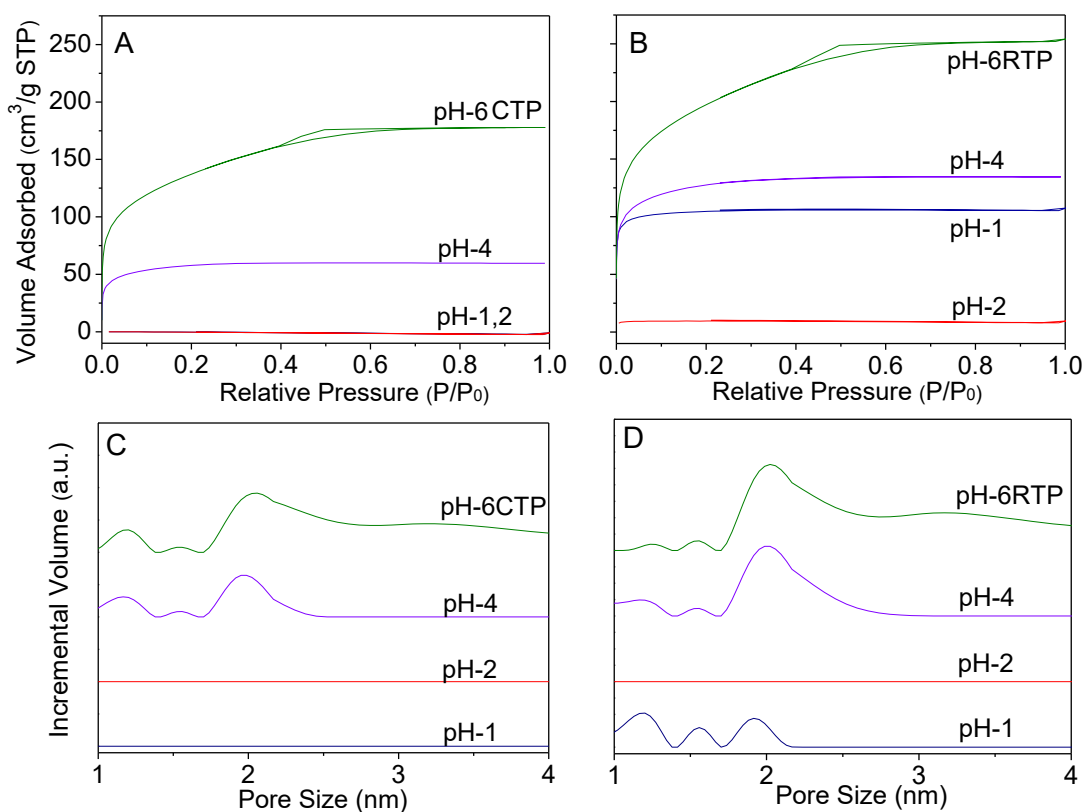 A
B
Volume Adsorbed (cm³/g STP)
250
200
150
100
50
0
pH-6 CTP
pH-4
pH-1,2
pH-6RTP
pH-4
pH-1
pH-2
0.0 0.2 0.4 0.6 0.8 1.0
0.0 0.2 0.4 0.6 0.8 1.0
Relative Pressure (P/P₀)
Relative Pressure (P/P₀)
C
D
Incremental Volume (a.u.)
pH-6CTP
pH-4
pH-2
pH-1
pH-6RTP
pH-4
pH-2
pH-1
1 2 3 4
1 2 3 4
Pore Size (nm)
Pore Size (nm)